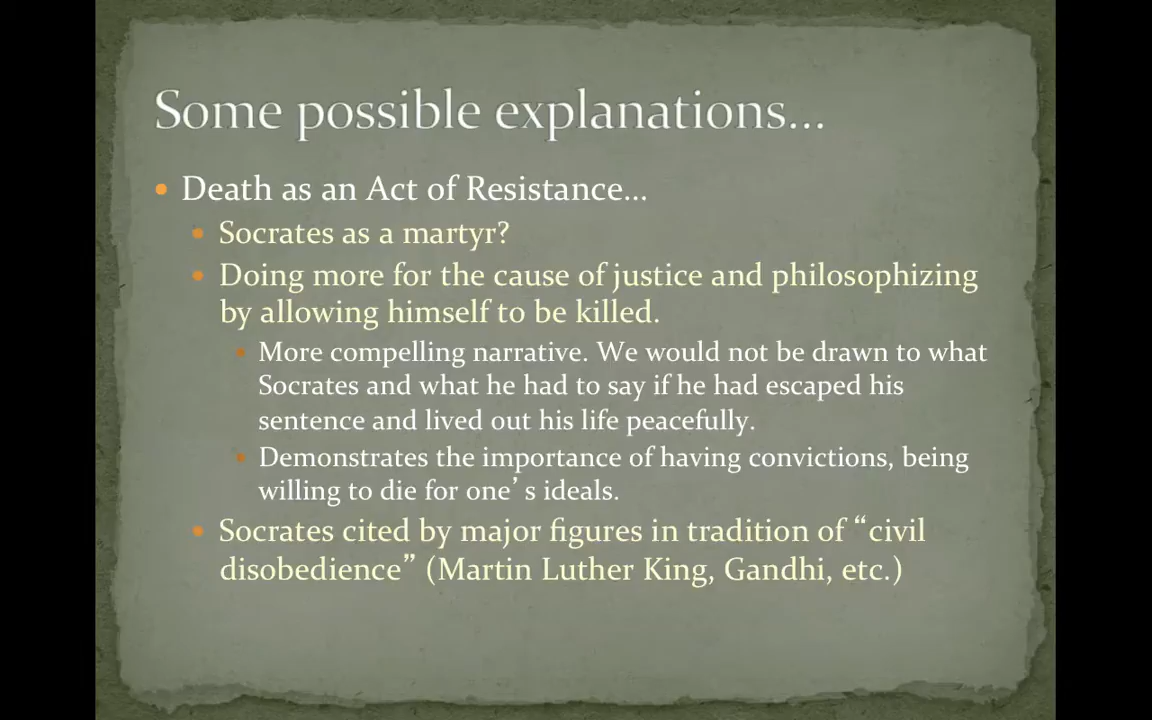 Some possible explanations...
Death as an Act of Resistance...
Socrates as a martyr?
Doing more for the cause of justice and philosophizing
by allowing himself to be killed.
More compelling narrative. We would not be drawn to what
Socrates and what he had to say if he had escaped his
sentence and lived out his life peacefully.
Demonstrates the importance of having convictions, being
willing to die for one’ s ideals.
Socrates cited by major figures in tradition of “civil
disobedience” (Martin Luther King, Gandhi, etc.)